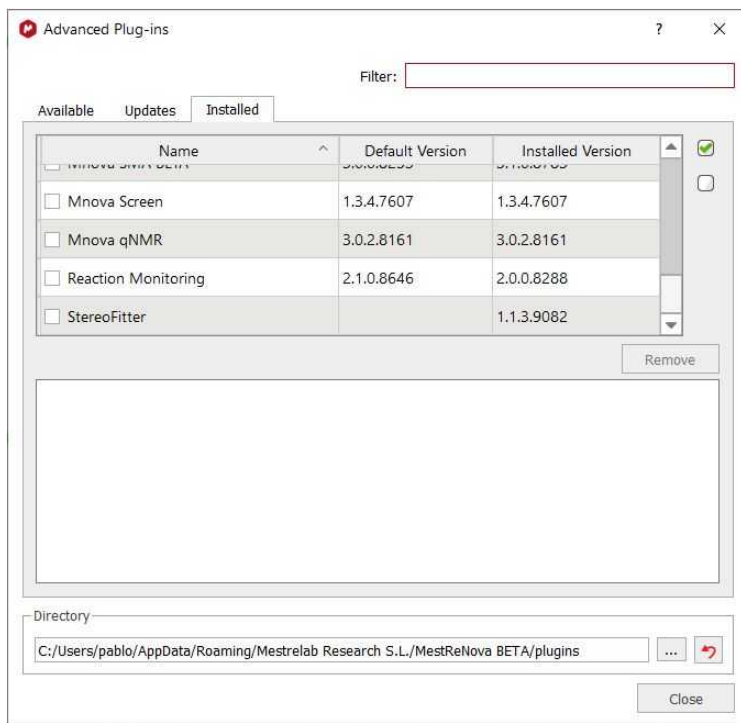 Advanced Plug-ins
?
Filter:
Available Updates Installed
Name Default Version Installed Version
Mnova Screen 1.3.4.7607 1.3.4.7607
Mnova qNMR 3.0.2.8161 3.0.2.8161
Reaction Monitoring 2.1.0.8646 2.0.0.8288
StereoFitter 1.1.3.9082
Remove
Directory
C:/Users/pablo/AppData/Roaming/Mestrelab Research S.L./MestReNova BETA/plugins ...
Close